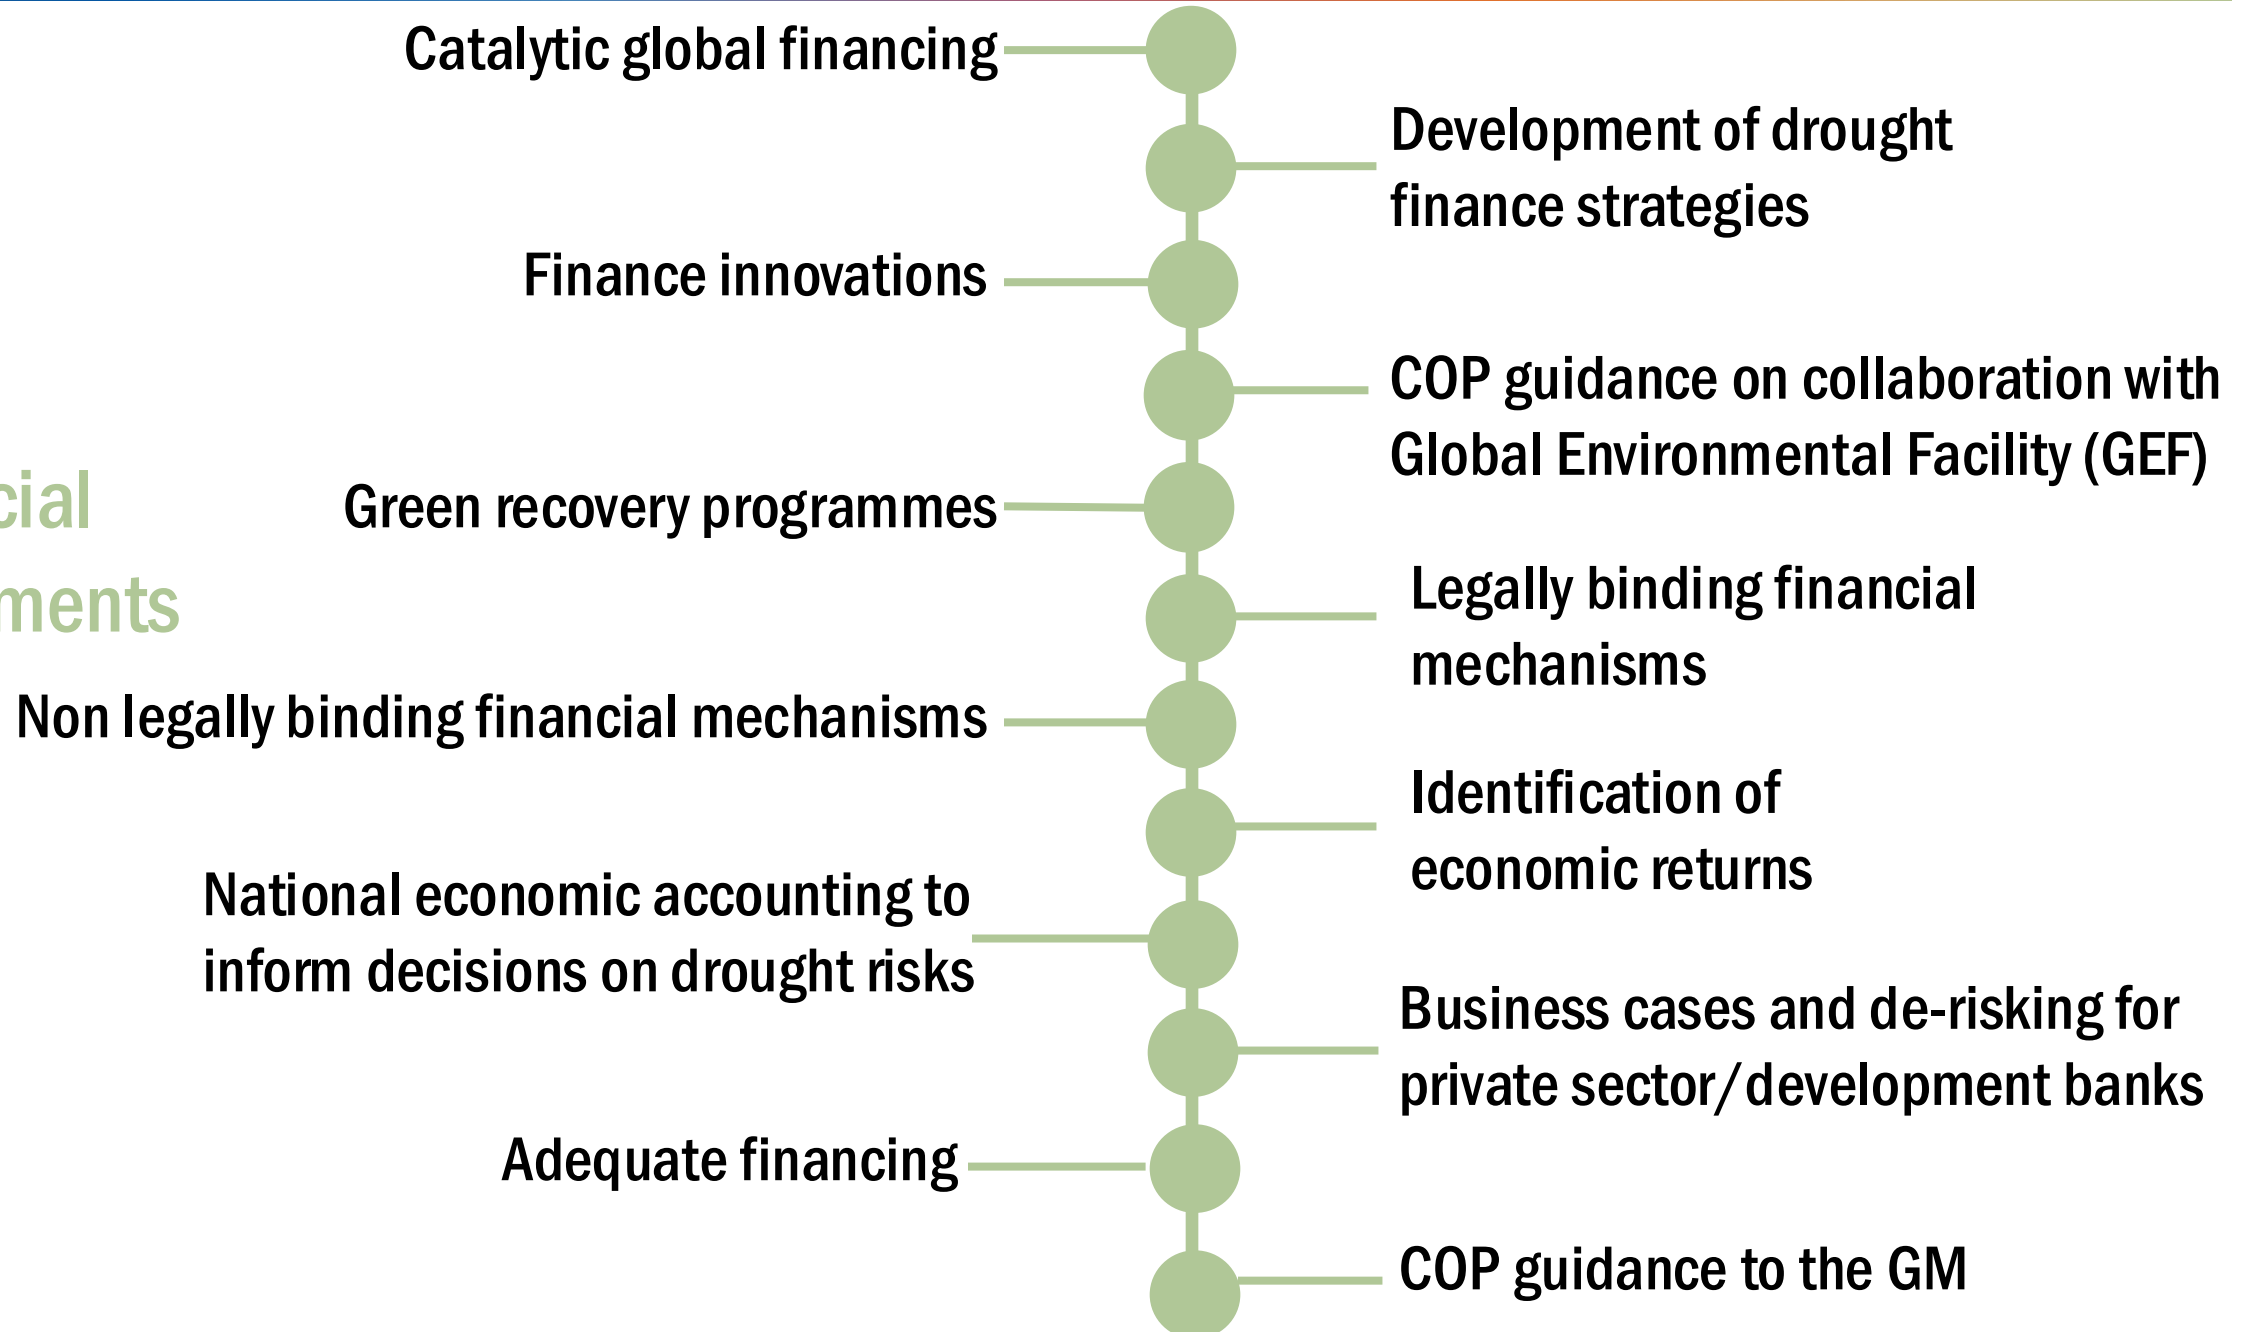 Catalytic global financing
Development of drought
finance strategies
Finance innovations
COP guidance on collaboration with
Global Environmental Facility (GEF)
cial
ments
Green recovery programmes
Legally binding financial
mechanisms
Non legally binding financial mechanisms
Identification of
economic returns
National economic accounting to
inform decisions on drought risks
Business cases and de-risking for
private sector/development banks
Adequate financing
COP guidance to the GM